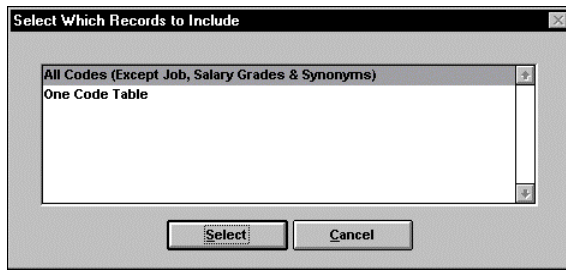 Select Which Records to Include
All Codes (Except Job, Salary Grades & Synonyms)
One Code Table
Select
Cancel